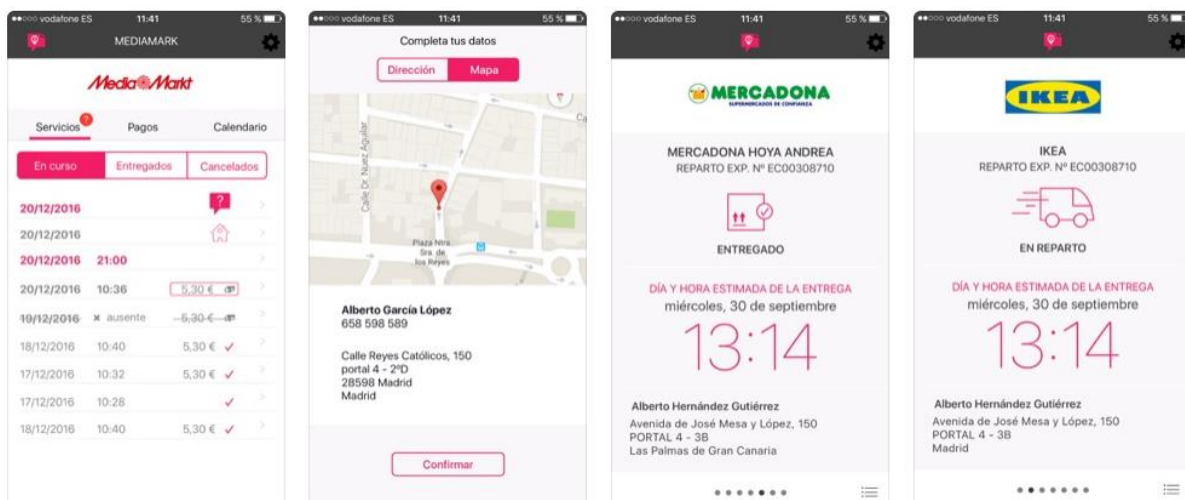 vodafone ES 11:41 55 %
MEDIAMARK
Media Markt
Servicios ? Pagos Calendario
En curso Entregados Cancelados
20/12/2016 ?
20/12/2016
20/12/2016 21:00
20/12/2016 10:36 5,30 €
19/12/2016 x ausente 5,30 €
18/12/2016 10:40 5,30 € ✓
17/12/2016 10:32 5,30 € ✓
17/12/2016 10:28 ✓
18/12/2016 10:40 5,30 € ✓
vodafone ES 11:41 55 %
Completa tus datos
Dirección Mapa
Calle Dr. Núñez Aguilar
Ca
Plaza Ntra.
Sra. de
los Reyes
Alberto García López
658 598 589
Calle Reyes Católicos, 150
portal 4 - 2ºD
28598 Madrid
Madrid
Confirmar
vodafone ES 11:41 55 %
MERCADONA
SUPERMERCADOS DE CONFIANZA
MERCADONA HOYA ANDREA
REPARTO EXP. Nº EC00308710
ENTREGADO
DÍA Y HORA ESTIMADA DE LA ENTREGA
miércoles, 30 de septiembre
13:14
Alberto Hernández Gutiérrez
Avenida de José Mesa y López, 150
PORTAL 4 - 3B
Las Palmas de Gran Canaria
vodafone ES 11:41 55 %
IKEA
IKEA
REPARTO EXP. Nº EC00308710
EN REPARTO
DÍA Y HORA ESTIMADA DE LA ENTREGA
miércoles, 30 de septiembre
13:14
Alberto Hernández Gutiérrez
Avenida de José Mesa y López, 150
PORTAL 4 - 3B
Madrid